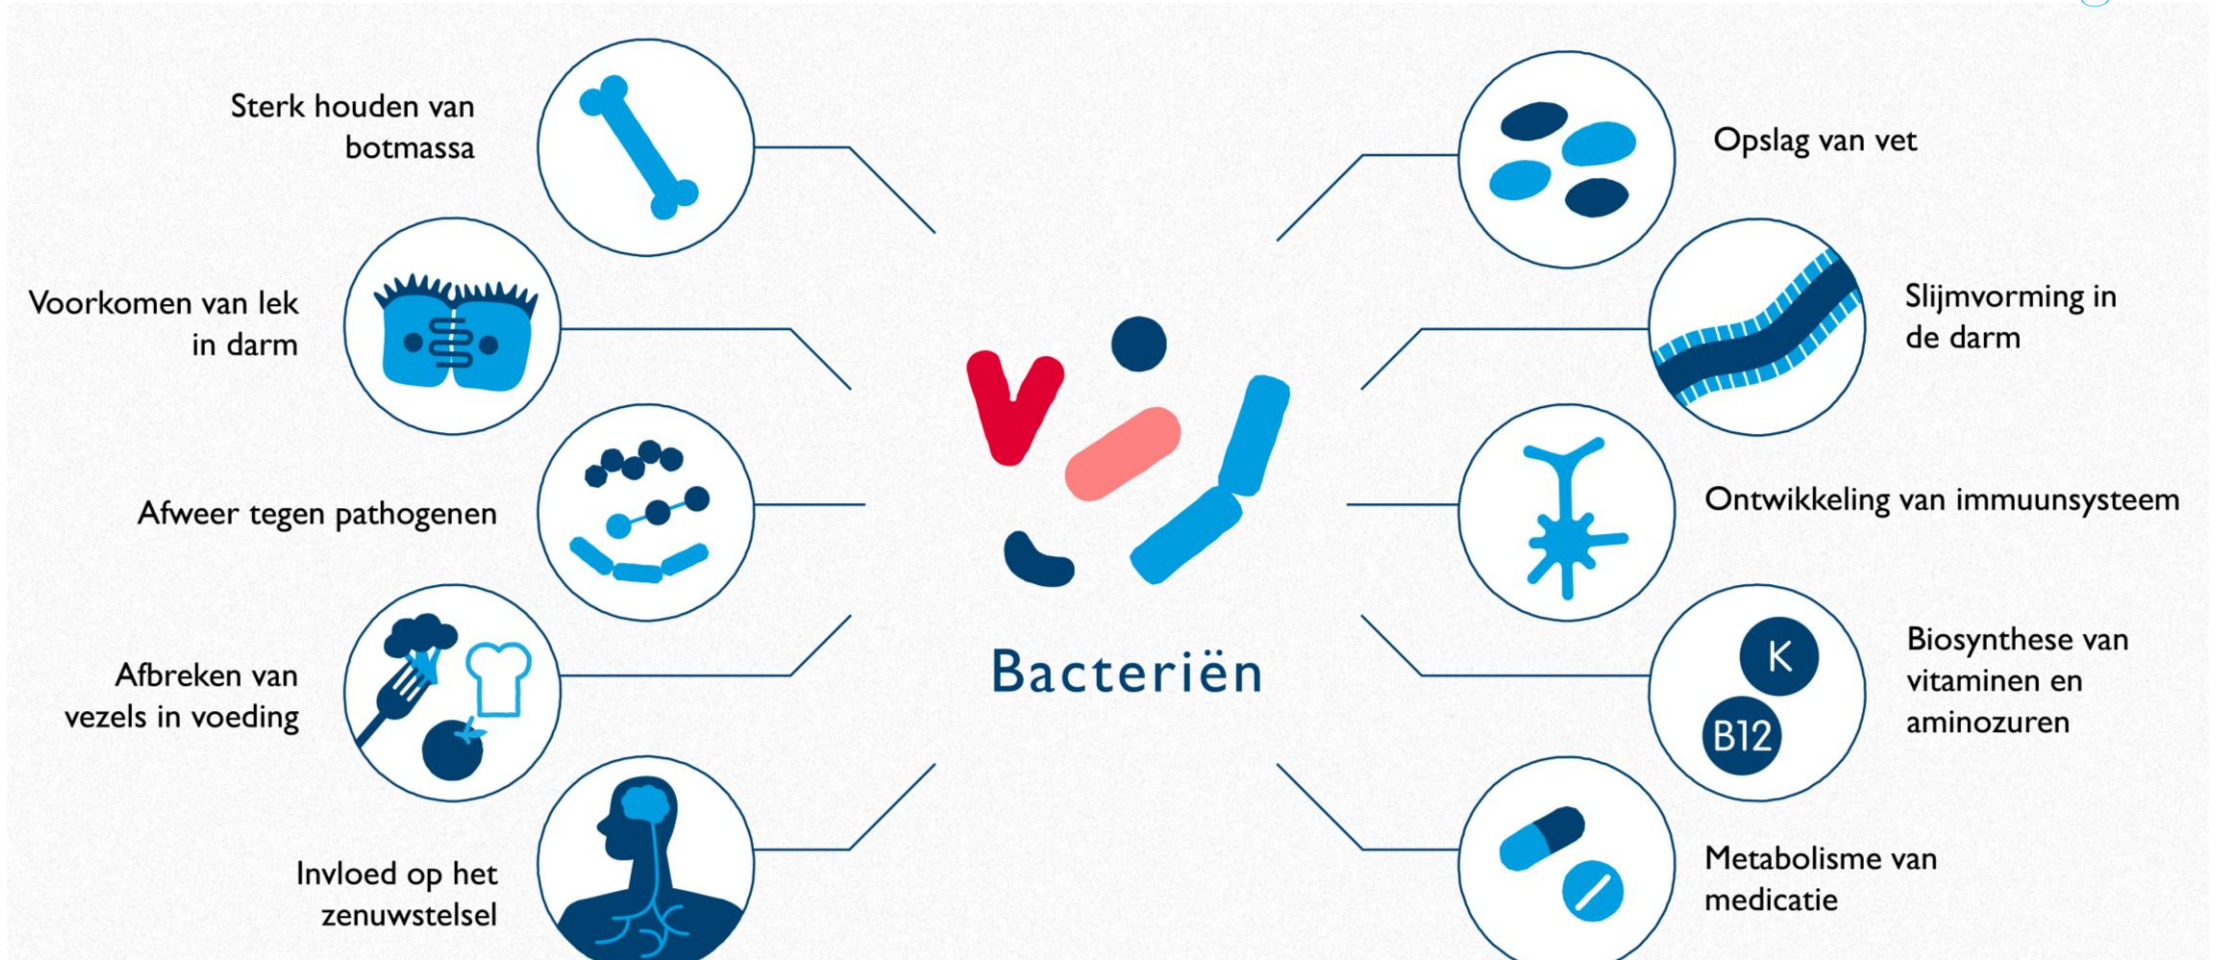 Sterk houden van
botmassa
Voorkomen van lek
in darm
Afweer tegen pathogenen
Afbreken van
vezels in voeding
Invloed op het
zenuwstelsel
Bacteriën
Opslag van vet
Slijmvorming in
de darm
Ontwikkeling van immuunsysteem
K
B12
Biosynthese van
vitaminen en
aminozuren
Metabolisme van
medicatie